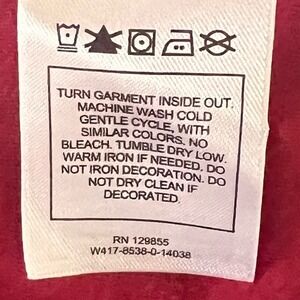 TURN GARMENT INSIDE OUT.
MACHINE WASH COLD
GENTLE CYCLE, WITH
SIMILAR COLORS. NO
BLEACH. TUMBLE DRY LOW.
WARM IRON IF NEEDED. DO
NOT IRON DECORATION. DO
NOT DRY CLEAN IF
DECORATED.
RN 129855
W417-8538-0-14038